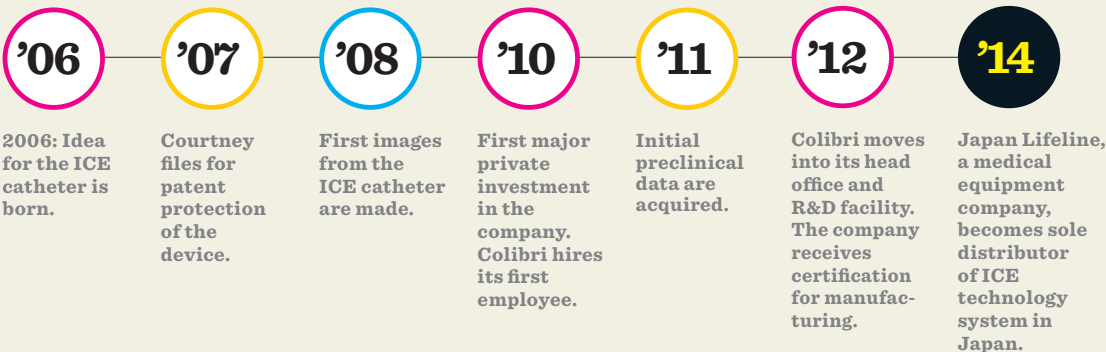 ’06
2006: Idea
for the ICE
catheter is
born.
’07
Courtney
files for
patent
protection
of the
device.
’08
First images
from the
ICE catheter
are made.
’10
First major
private
investment
in the
company.
Colibri hires
its first
employee.
’11
Initial
preclinical
data are
acquired.
’12
Colibri moves
into its head
office and
R&D facility.
The company
receives
certification
for manufac-
turing.
’14
Japan Lifeline,
a medical
equipment
company,
becomes sole
distributor
of ICE
technology
system in
Japan.